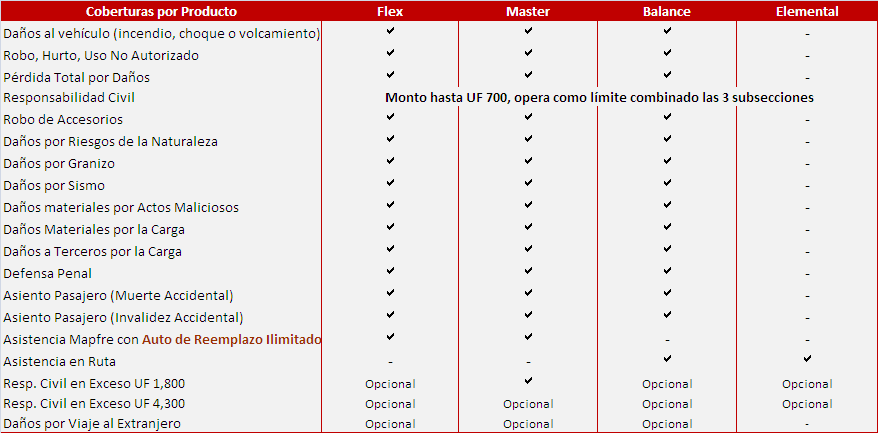 Coberturas por Producto Flex Master Balance Elemental
Daños al vehículo (incendio, choque o volcamiento) ✔ ✔ ✔ -
Robo, Hurto, Uso No Autorizado ✔ ✔ ✔ -
Pérdida Total por Daños ✔ ✔ ✔ -
Responsabilidad Civil Monto hasta UF 700, opera como límite combinado las 3 subsecciones
Robo de Accesorios ✔ ✔ ✔ -
Daños por Riesgos de la Naturaleza ✔ ✔ ✔ -
Daños por Granizo ✔ ✔ ✔ -
Daños por Sismo ✔ ✔ ✔ -
Daños materiales por Actos Maliciosos ✔ ✔ ✔ -
Daños Materiales por la Carga ✔ ✔ ✔ -
Daños a Terceros por la Carga ✔ ✔ ✔ -
Defensa Penal ✔ ✔ ✔ -
Asiento Pasajero (Muerte Accidental) ✔ ✔ ✔ -
Asiento Pasajero (Invalidez Accidental) ✔ ✔ ✔ -
Asistencia Mapfre con Auto de Reemplazo Ilimitado ✔ ✔ - -
Asistencia en Ruta - - ✔ ✔
Resp. Civil en Exceso UF 1,800 Opcional ✔ Opcional Opcional
Resp. Civil en Exceso UF 4,300 Opcional Opcional Opcional Opcional
Daños por Viaje al Extranjero Opcional Opcional Opcional -